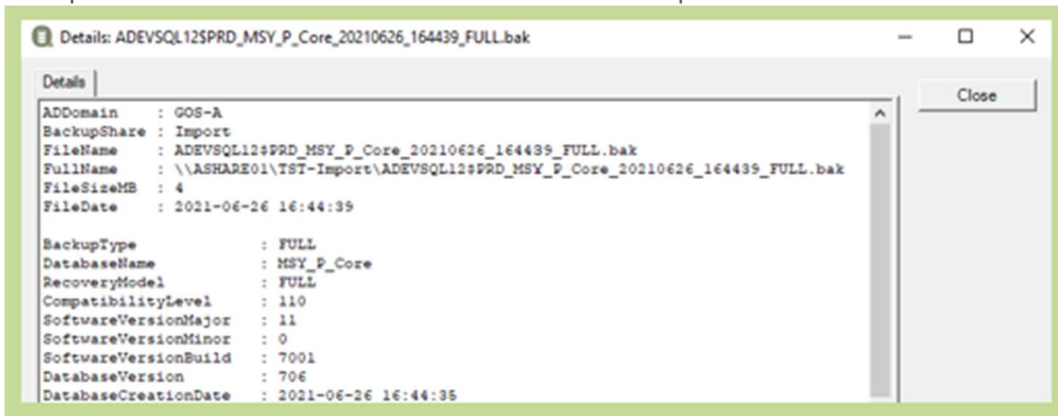 Details: ADEVSQL12$PRD_MSY_P_Core_20210626_164439_FULL.bak
Details
Close
ADDomain : GOS-A
BackupShare : Import
FileName : ADEVSQL12$PRD_MSY_P_Core_20210626_164439_FULL.bak
FullName : \\ASHARE01\TST-Import\ADEVSQL12$PRD_MSY_P_Core_20210626_164439_FULL.bak
FileSizeMB : 4
FileDate : 2021-06-26 16:44:39
BackupType : FULL
DatabaseName : MSY_P_Core
RecoveryModel : FULL
CompatibilityLevel : 110
SoftwareVersionMajor : 11
SoftwareVersionMinor : 0
SoftwareVersionBuild : 7001
DatabaseVersion : 706
DatabaseCreationDate : 2021-06-26 16:44:35